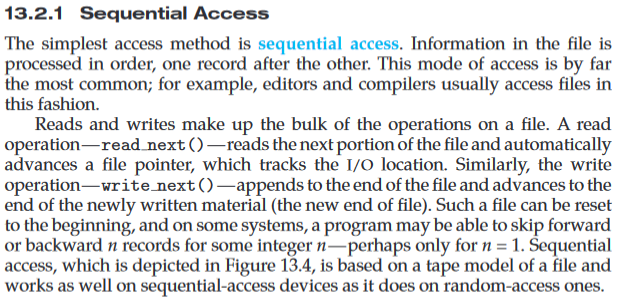 13.2.1 Sequential Access
The simplest access method is sequential access. Information in the file is
processed in order, one record after the other. This mode of access is by far
the most common; for example, editors and compilers usually access files in
this fashion.
Reads and writes make up the bulk of the operations on a file. A read
operation—read_next()—reads the next portion of the file and automatically
advances a file pointer, which tracks the I/O location. Similarly, the write
operation—write_next()—appends to the end of the file and advances to the
end of the newly written material (the new end of file). Such a file can be reset
to the beginning, and on some systems, a program may be able to skip forward
or backward n records for some integer n—perhaps only for n = 1. Sequential
access, which is depicted in Figure 13.4, is based on a tape model of a file and
works as well on sequential-access devices as it does on random-access ones.